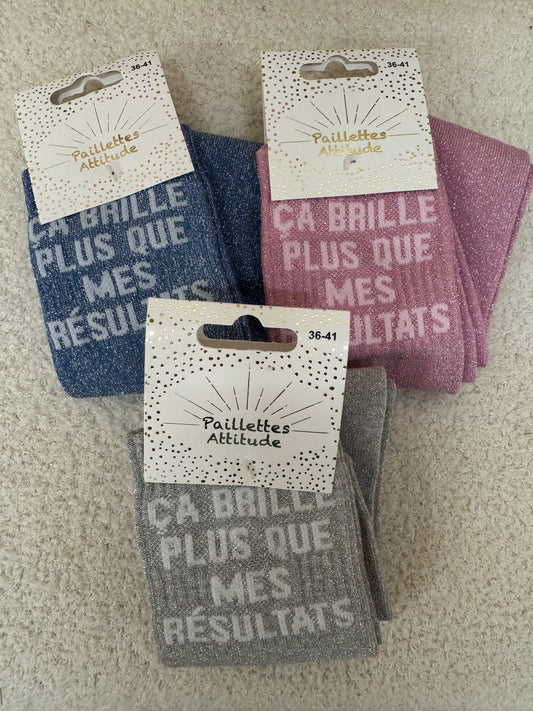 36-41
Paillettes
Attitude
ÇA BRILLE
PLUS QUE
MES
RÉSULTATS
36-41
Paillettes
Attitude
ÇA BRILLE
PLUS QUE
MES
SULTATS
36-41
Paillettes
Attitude
ÇA BRILLE
PLUS QUE
MES
RÉSULTATS